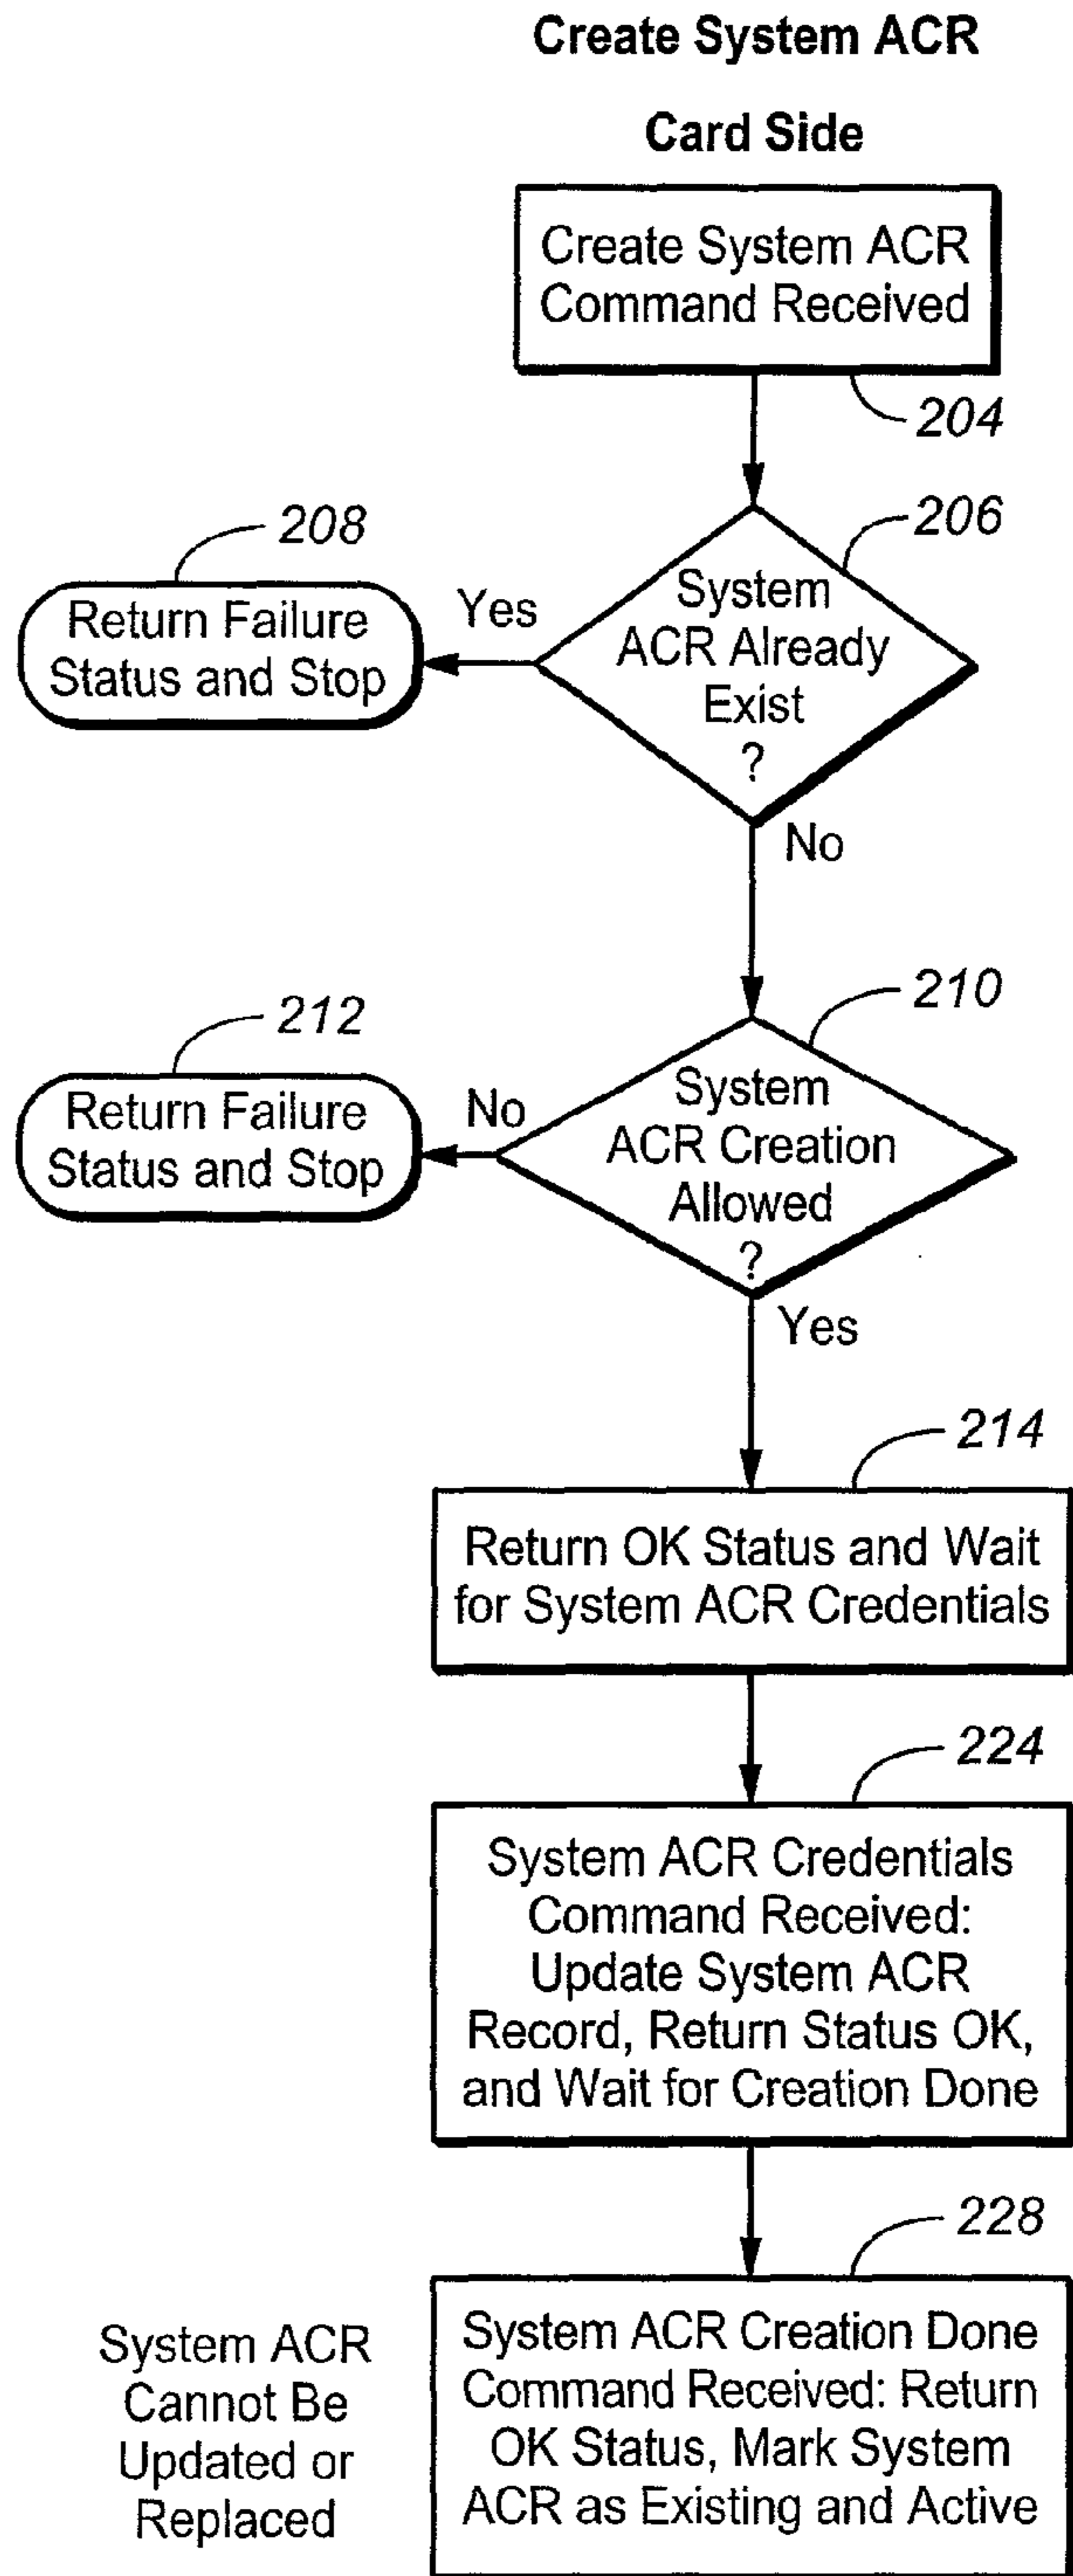 Create System ACR
Card Side
Create System ACR
Command Received
204
206
208
System
ACR Already
Exist
?
Yes
Return Failure
Status and Stop
No
210
212
System
ACR Creation
Allowed
?
No
Return Failure
Status and Stop
Yes
214
Return OK Status and Wait
for System ACR Credentials
224
System ACR Credentials
Command Received:
Update System ACR
Record, Return Status OK,
and Wait for Creation Done
228
System ACR Creation Done
Command Received: Return
OK Status, Mark System
ACR as Existing and Active
System ACR
Cannot Be
Updated or
Replaced